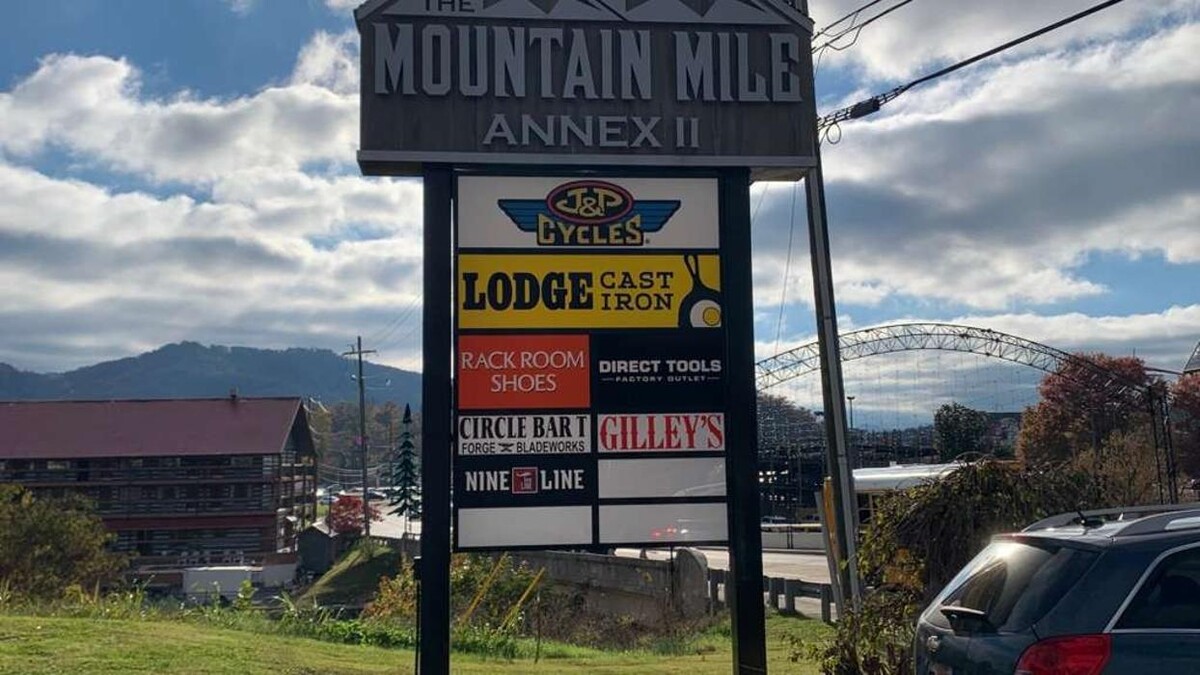 THE
MOUNTAIN MILE
ANNEX II
J&P
CYCLES
LODGE CAST IRON
RACK ROOM
SHOES
DIRECT TOOLS
FACTORY OUTLET
CIRCLE BAR T
FORGE BLADEWORKS
GILLEY'S
NINE LINE